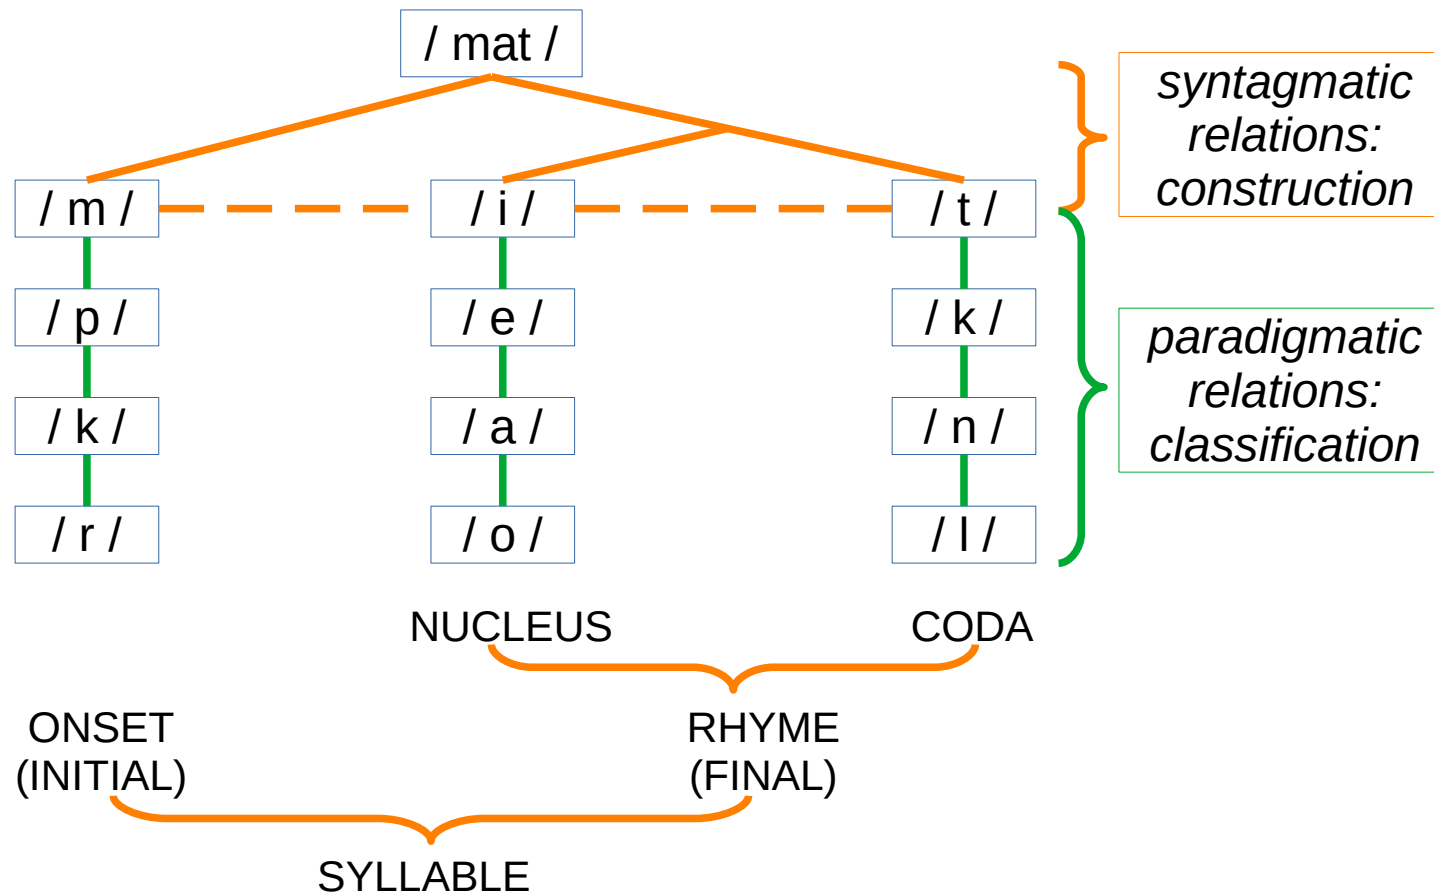 / mat /
syntagmatic
relations:
construction
/ m /
/ i /
/ t /
/ p /
/ e /
/ k /
paradigmatic
relations:
classification
/ k /
/ a /
/ n /
/ r /
/ o /
/ l /
NUCLEUS
CODA
ONSET
(INITIAL)
RHYME
(FINAL)
SYLLABLE